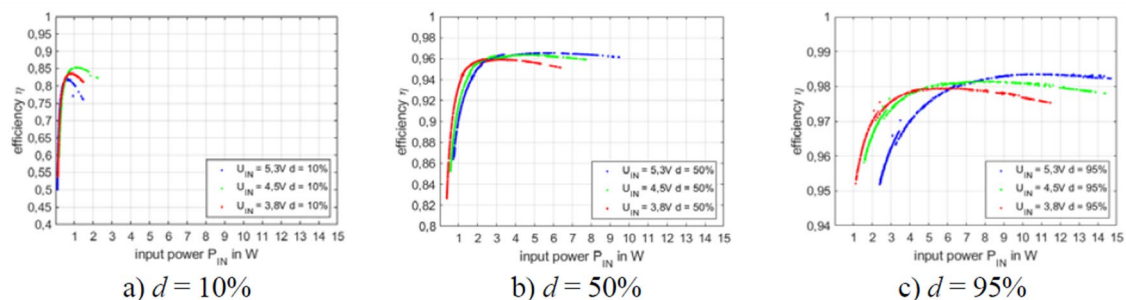 1
0,95
0,9
0,85
0,8
0,75
0,7
0,65
0,6
0,55
0,5
0,45
0,4
efficiency η
U_IN = 5,3V d = 10%
U_IN = 4,5V d = 10%
U_IN = 3,8V d = 10%
1 2 3 4 5 6 7 8 9 10 11 12 13 14 15
input power P_IN in W
a) d = 10%
1
0,98
0,96
0,94
0,92
0,9
0,88
0,86
0,84
0,82
0,8
efficiency η
U_IN = 5,3V d = 50%
U_IN = 4,5V d = 50%
U_IN = 3,8V d = 50%
1 2 3 4 5 6 7 8 9 10 11 12 13 14 15
input power P_IN in W
b) d = 50%
1
0,99
0,98
0,97
0,96
0,95
0,94
efficiency η
U_IN = 5,3V d = 95%
U_IN = 4,5V d = 95%
U_IN = 3,8V d = 95%
1 2 3 4 5 6 7 8 9 10 11 12 13 14 15
input power P_IN in W
c) d = 95%